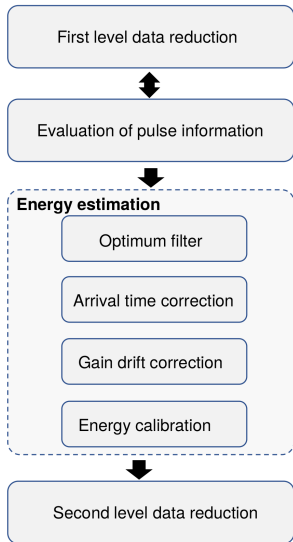 First level data reduction
Evaluation of pulse information
Energy estimation
Optimum filter
Arrival time correction
Gain drift correction
Energy calibration
Second level data reduction